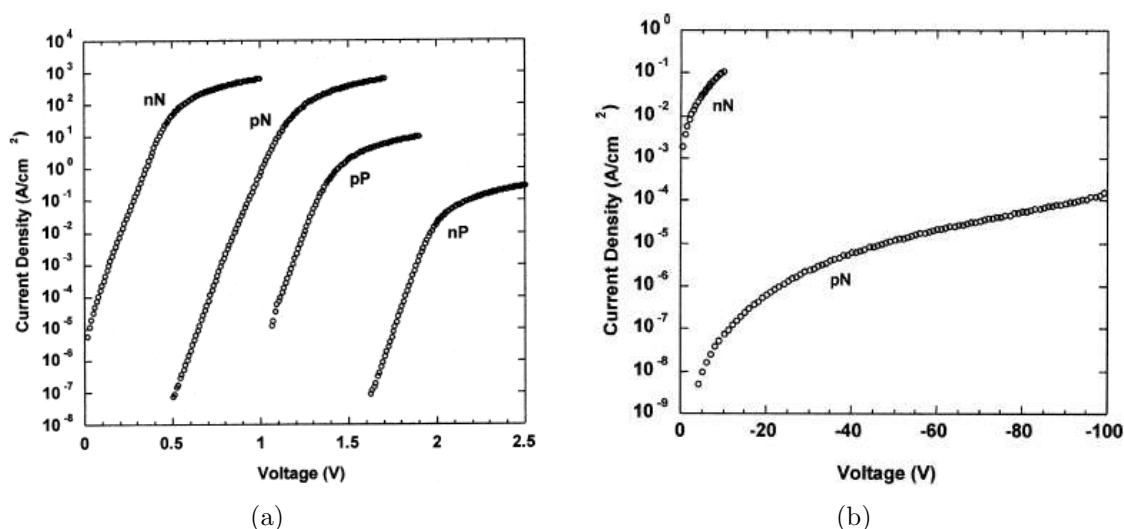 10^4
10^3
10^2
10^1
10^0
10^-1
10^-2
10^-3
10^-4
10^-5
10^-6
10^-7
10^-8
Current Density (A/cm^2)
nN
pN
pP
nP
0
0.5
1
1.5
2
2.5
Voltage (V)
(a)
10^0
10^-1
10^-2
10^-3
10^-4
10^-5
10^-6
10^-7
10^-8
10^-9
Current Density (A/cm^2)
nN
pN
0
-20
-40
-60
-80
-100
Voltage (V)
(b)